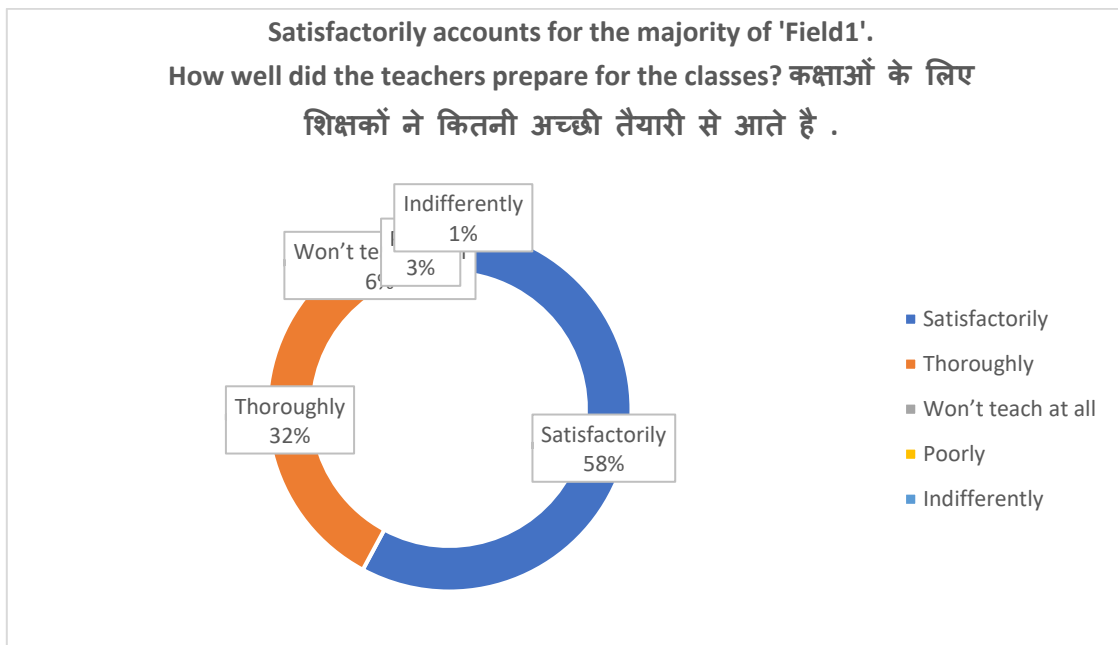 Satisfactorily accounts for the majority of 'Field1'.
How well did the teachers prepare for the classes? कक्षाओं के लिए
शिक्षकों ने कितनी अच्छी तैयारी से आते है .
Indifferently
1%
3%
Won't
6%
Thoroughly
32%
Satisfactorily
58%
Satisfactorily
Thoroughly
Won't teach at all
Poorly
Indifferently